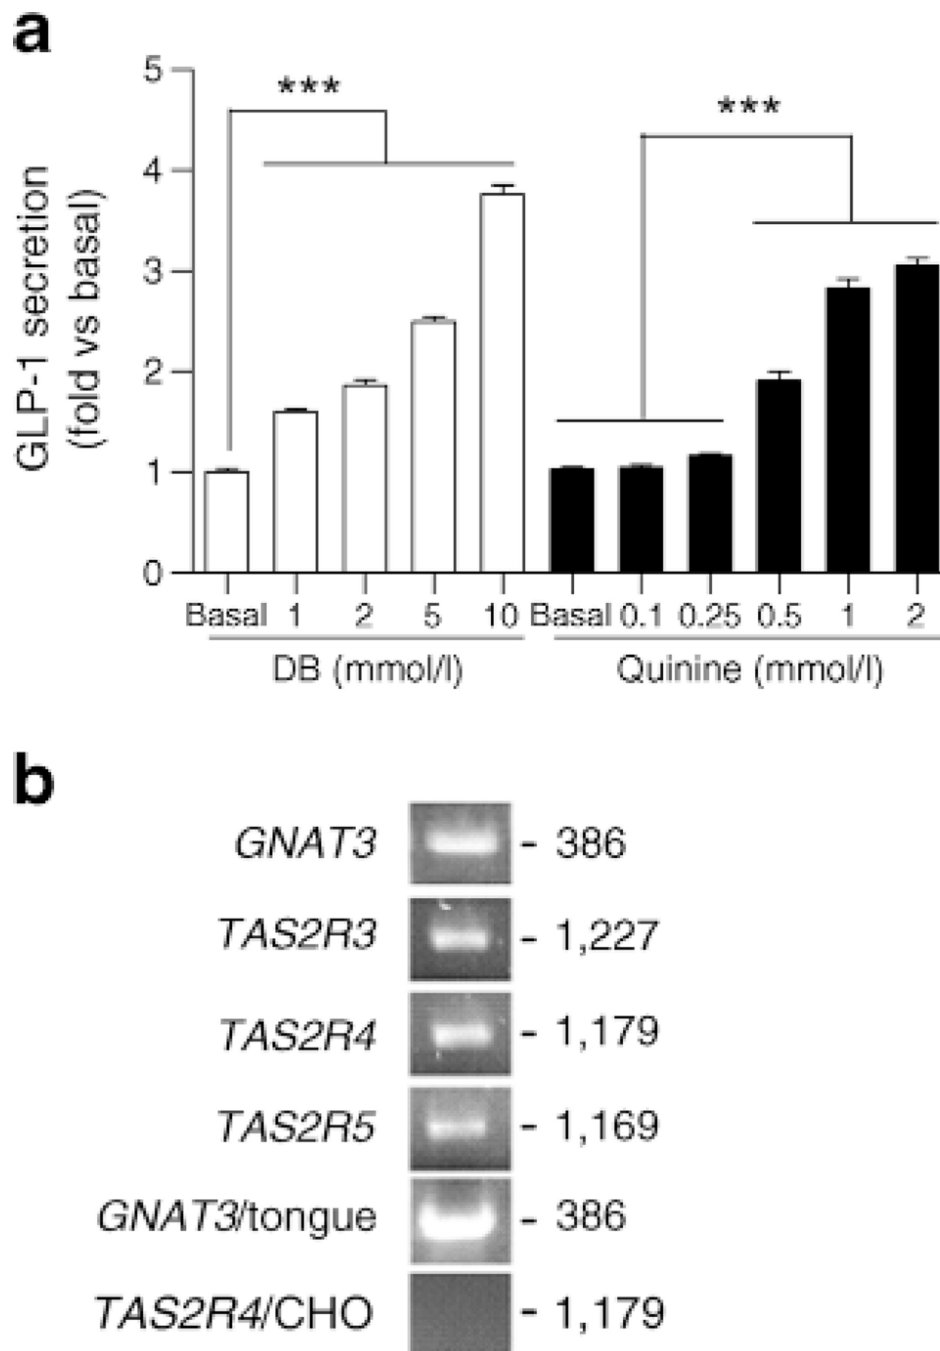 a
GLP-1 secretion
(fold vs basal)
5
4
3
2
1
0
***
***
Basal 1 2 5 10 Basal 0.1 0.25 0.5 1 2
DB (mmol/l) Quinine (mmol/l)
b
GNAT3 - 386
TAS2R3 - 1,227
TAS2R4 - 1,179
TAS2R5 - 1,169
GNAT3/tongue - 386
TAS2R4/CHO - 1,179